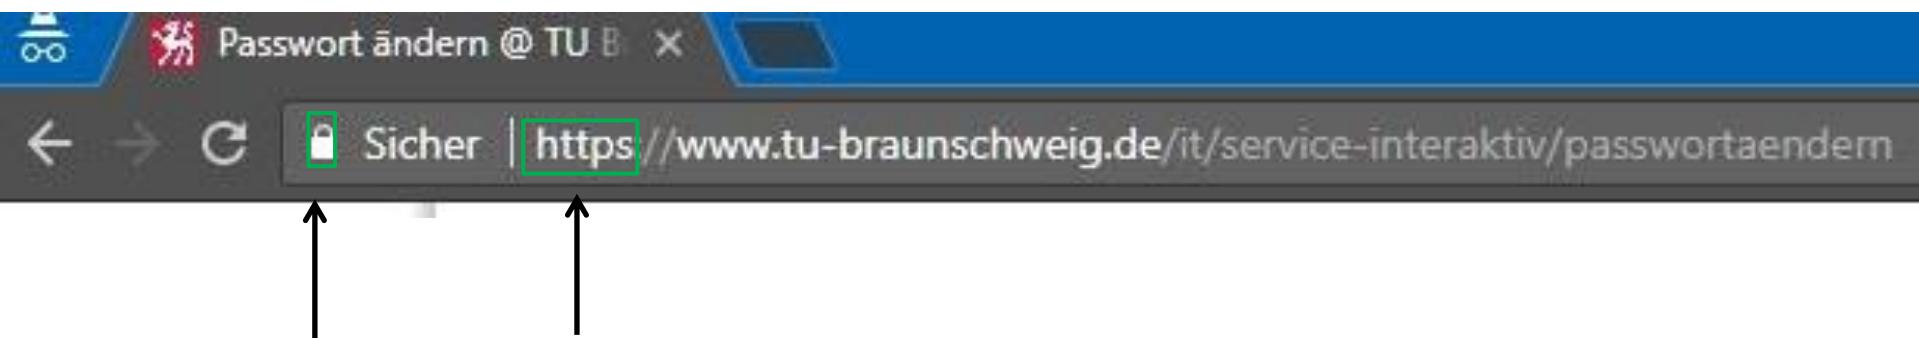 Passwort ändern @ TU B
Sicher | https://www.tu-braunschweig.de/it/service-interaktiv/passwortaendern